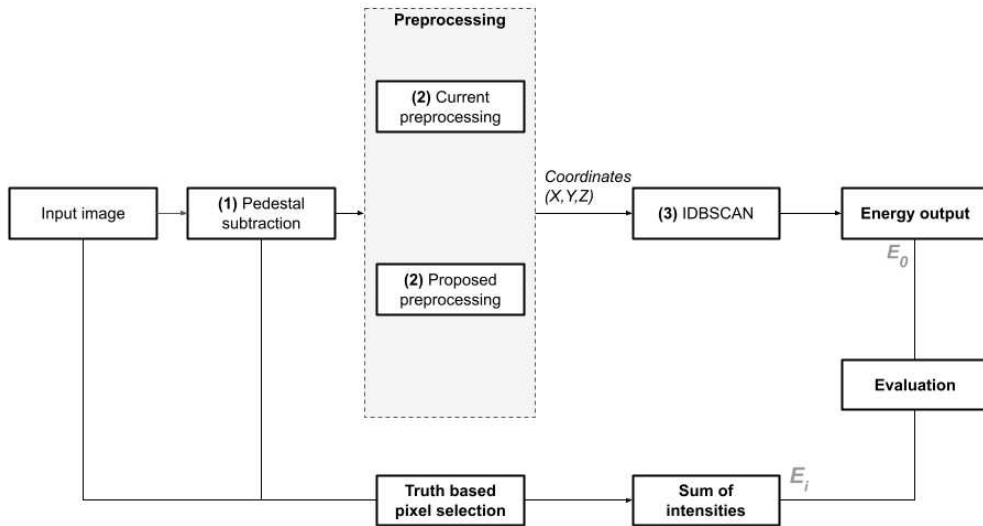 Preprocessing
(2) Current
preprocessing
Coordinates
(X,Y,Z)
Input image
(1) Pedestal
subtraction
(3) IDBSCAN
Energy output
E0
(2) Proposed
preprocessing
Evaluation
Truth based
pixel selection
Sum of
intensities
Ei